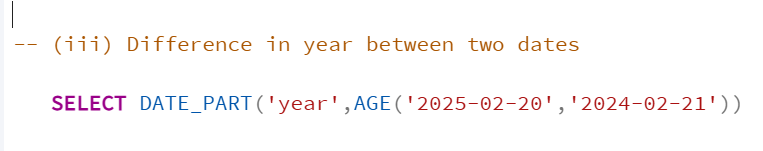 -- (iii) Difference in year between two dates
SELECT DATE_PART('year',AGE('2025-02-20','2024-02-21'))